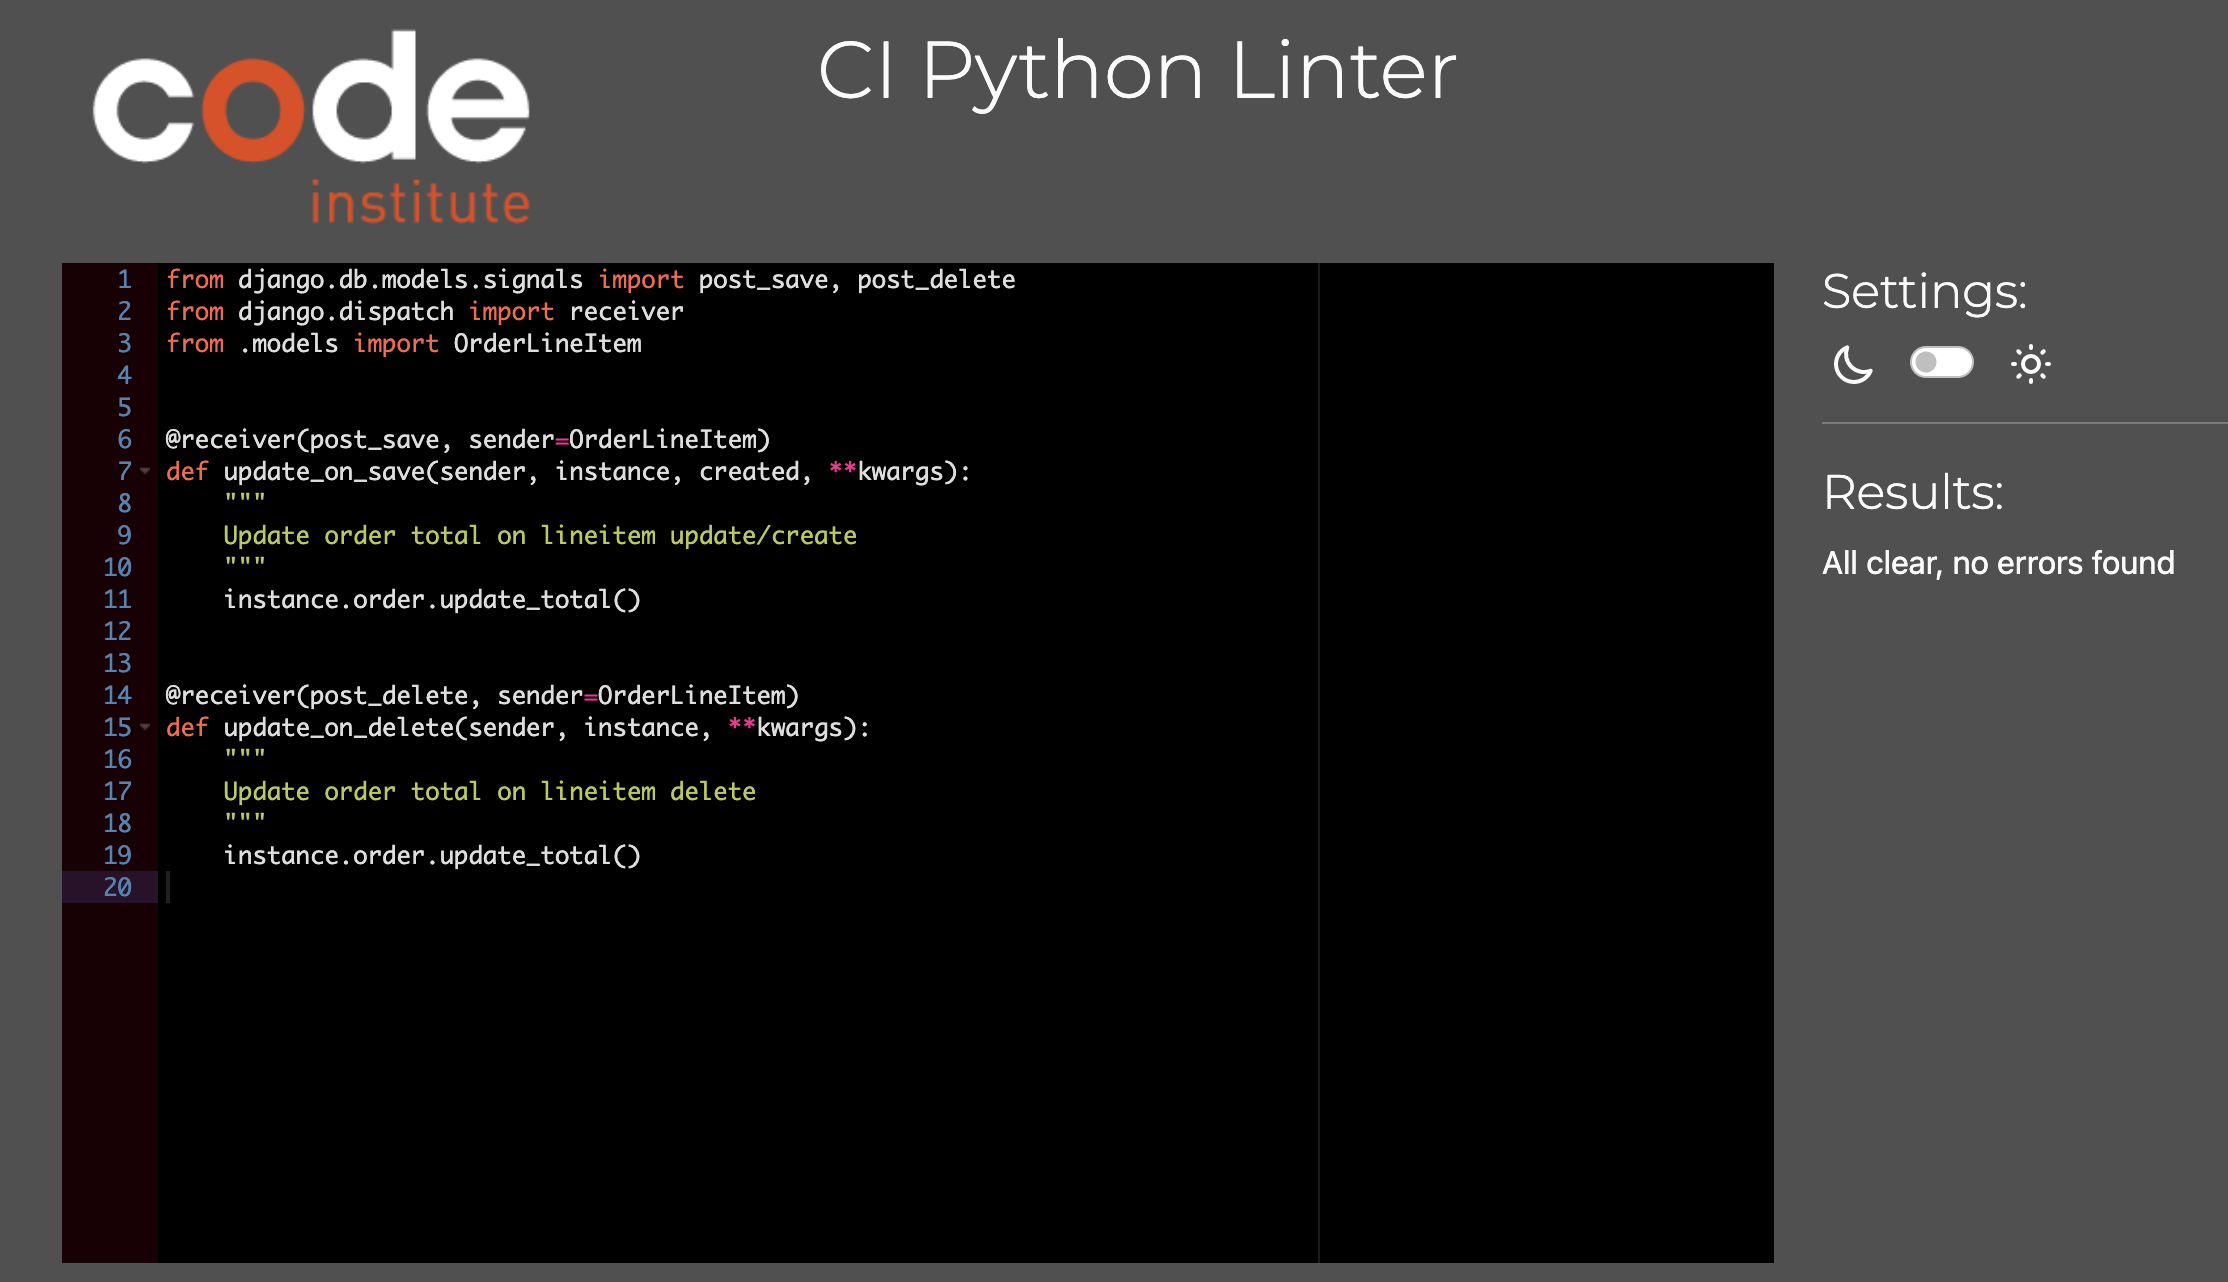 code
institute
CI Python Linter
1 from django.db.models.signals import post_save, post_delete
2 from django.dispatch import receiver
3 from .models import OrderLineItem
4
5
6 @receiver(post_save, sender=OrderLineItem)
7 def update_on_save(sender, instance, created, **kwargs):
8     """
9     Update order total on lineitem update/create
10     """
11     instance.order.update_total()
12
13
14 @receiver(post_delete, sender=OrderLineItem)
15 def update_on_delete(sender, instance, **kwargs):
16     """
17     Update order total on lineitem delete
18     """
19     instance.order.update_total()
20
Settings:
Results:
All clear, no errors found